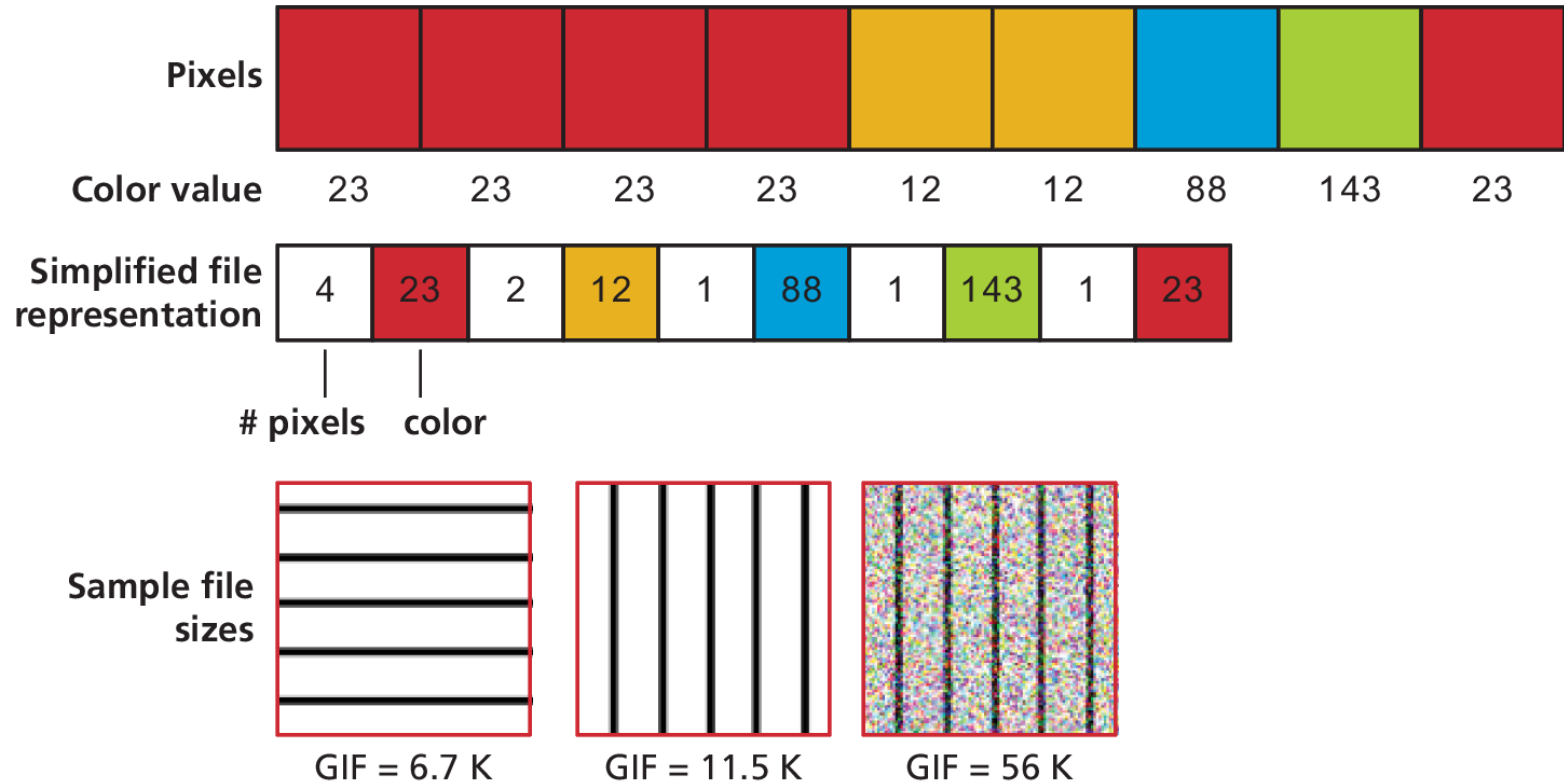 Pixels
Color value 23 23 23 23 12 12 88 143 23
Simplified file
representation
4 23 2 12 1 88 1 143 1 23
# pixels color
Sample file
sizes
GIF = 6.7 K GIF = 11.5 K GIF = 56 K